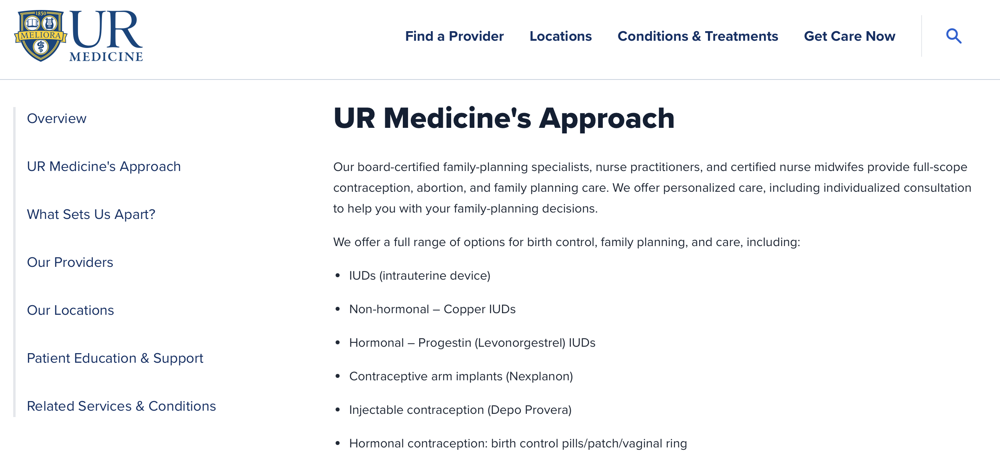 1850
MELIORA
UR
MEDICINE
Find a Provider
Locations
Conditions & Treatments
Get Care Now
Overview
UR Medicine's Approach
What Sets Us Apart?
Our Providers
Our Locations
Patient Education & Support
Related Services & Conditions
UR Medicine's Approach
Our board-certified family-planning specialists, nurse practitioners, and certified nurse midwifes provide full-scope
contraception, abortion, and family planning care. We offer personalized care, including individualized consultation
to help you with your family-planning decisions.
We offer a full range of options for birth control, family planning, and care, including:
• IUDs (intrauterine device)
• Non-hormonal – Copper IUDs
• Hormonal – Progestin (Levonorgestrel) IUDs
• Contraceptive arm implants (Nexplanon)
• Injectable contraception (Depo Provera)
• Hormonal contraception: birth control pills/patch/vaginal ring